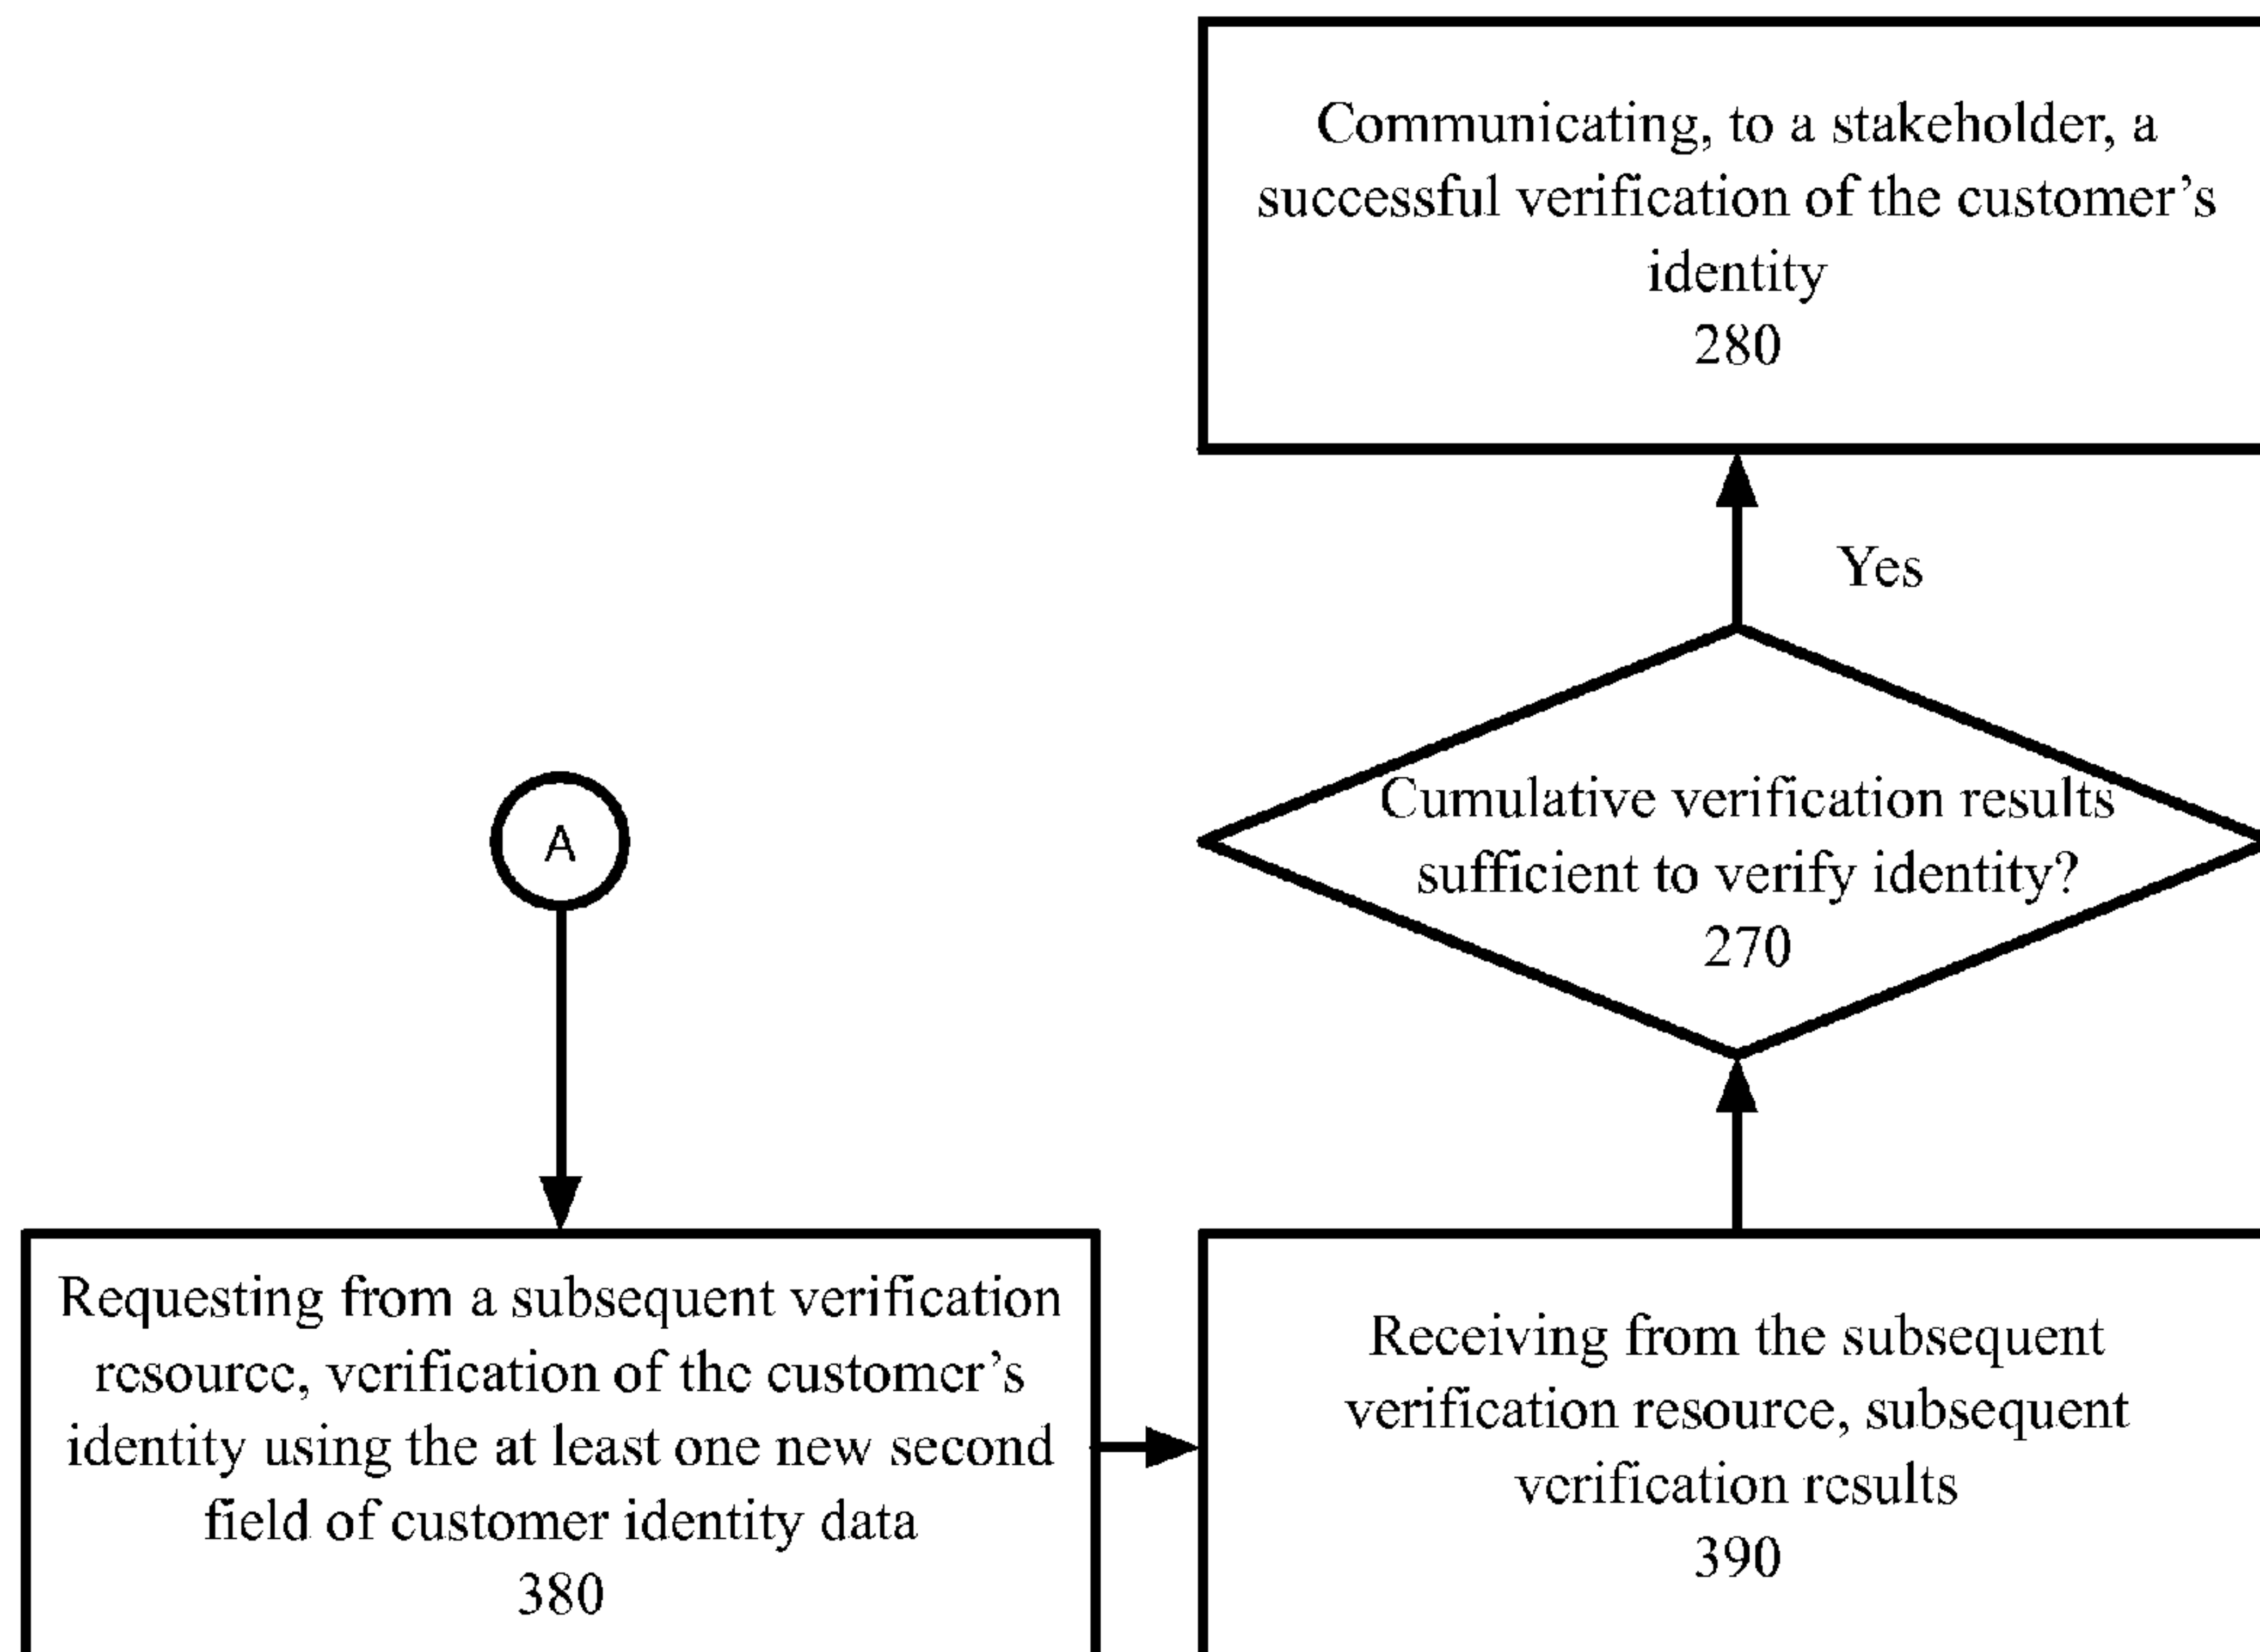 Communicating, to a stakeholder, a
successful verification of the customer’s
identity
280
Yes
Cumulative verification results
sufficient to verify identity?
270
A
Requesting from a subsequent verification
resource, verification of the customer’s
identity using the at least one new second
field of customer identity data
380
Receiving from the subsequent
verification resource, subsequent
verification results
390